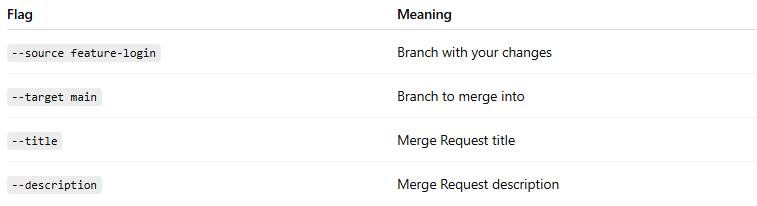 Flag Meaning
--source feature-login Branch with your changes
--target main Branch to merge into
--title Merge Request title
--description Merge Request description